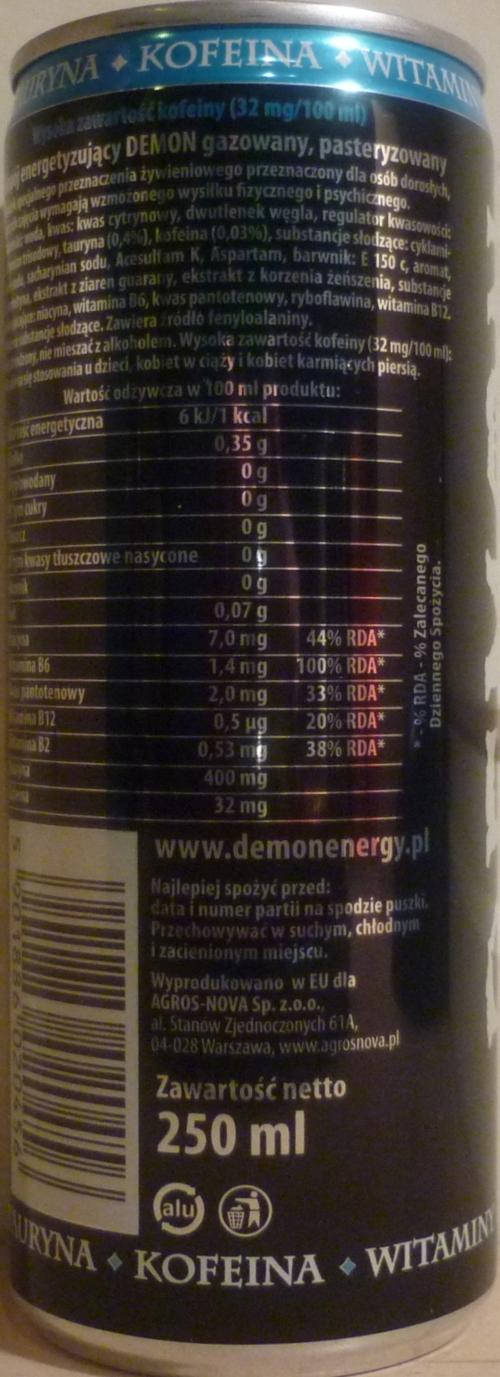 URYNA KOFEINA WITAMIN
Wysoka zawartość kofeiny (32 mg/100 ml)
energetyzujący DEMON gazowany, pasteryzowany
specjalnego przeznaczenia żywieniowego przeznaczony dla osób dorosłych,
zajęcia wymagają wzmożonego wysiłku fizycznego i psychicznego.
woda, kwas: kwas cytrynowy, dwutlenek węgla, regulator kwasowości:
trisodowy, tauryna (0,4%), kofeina (0,03%), substancje słodzące: cyklami-
sacharynian sodu, Acesulfam K, Aspartam, barwnik: E 150 c, aromat,
ekstrakt z ziaren guarany, ekstrakt z korzenia żeńszenia, substancje
niacyna, witamina B6, kwas pantotenowy, ryboflawina, witamina B12.
substancje słodzące. Zawiera źródło fenyloalaniny.
nie mieszać z alkoholem. Wysoka zawartość kofeiny (32 mg/100 ml):
stosowania u dzieci, kobiet w ciąży i kobiet karmiących piersią.
Wartość odżywcza w 100 ml produktu:
energetyczna 6 kJ/1 kcal
0,35 g
0 g
cukry 0 g
0 g
kwasy tłuszczowe nasycone 0 g
0 g
0,07 g
7,0 mg 44% RDA*
B6 1,4 mg 100% RDA*
pantotenowy 2,0 mg 33% RDA*
B12 0,5 µg 20% RDA*
B2 0,53 mg 38% RDA*
400 mg
32 mg
* - % RDA - % Zalecanego
Dziennego Spożycia.
www.demonenergy.pl
Najlepiej spożyć przed:
data i numer partii na spodzie puszki.
Przechowywać w suchym, chłodnym
i zacienionym miejscu.
Wyprodukowano w EU dla
AGROS-NOVA Sp. z.o.o.,
al. Stanów Zjednoczonych 61A,
04-028 Warszawa, www.agrosnova.pl
Zawartość netto
250 ml
alu
URYNA KOFEINA WITAMIN